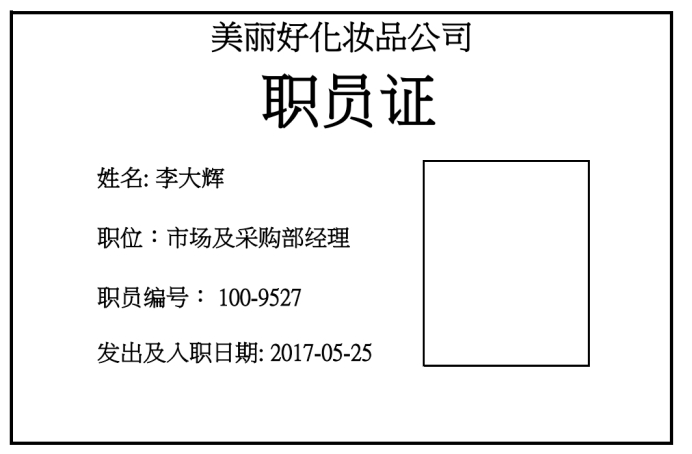 美丽好化妆品公司
职员证
姓名: 李大辉
职位：市场及采购部经理
职员编号： 100-9527
发出及入职日期: 2017-05-25